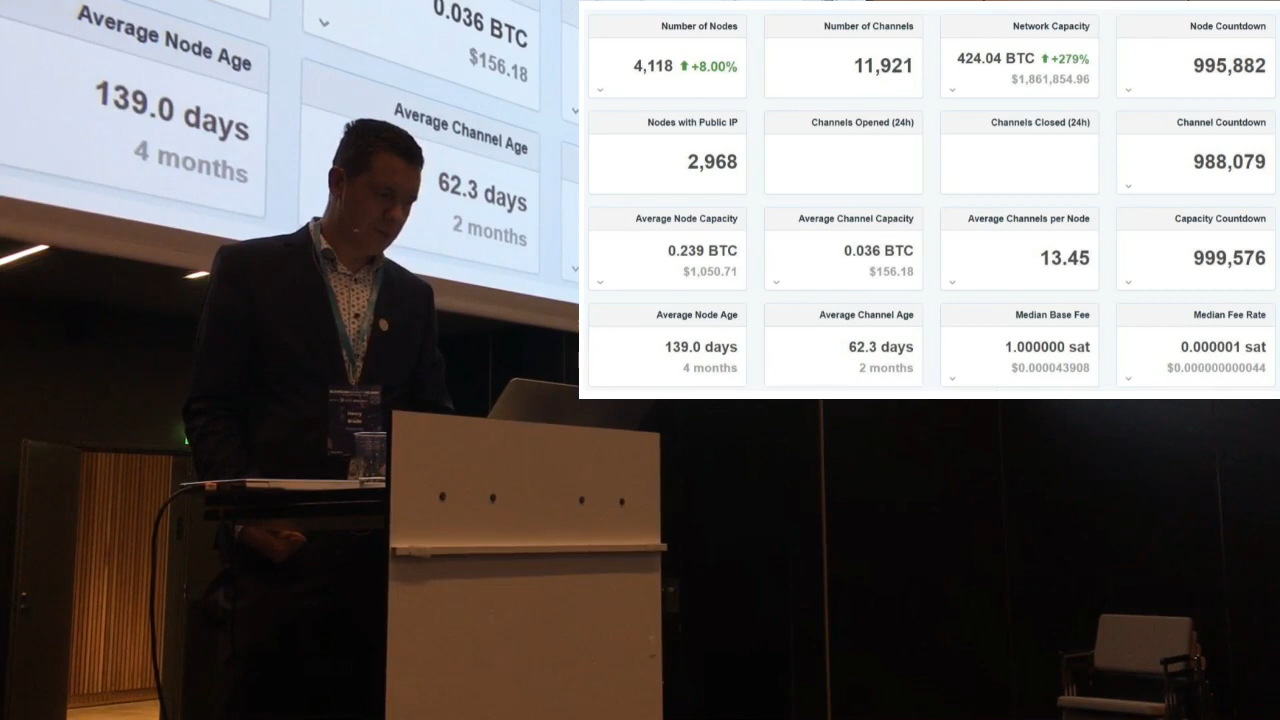 Average Node Age
139.0 days
4 months
0.036 BTC
$156.18
Average Channel Age
62.3 days
2 months
Henry
Number of Nodes
4,118 +8.00%
Number of Channels
11,921
Network Capacity
424.04 BTC +279%
$1,861,854.96
Node Countdown
995,882
Nodes with Public IP
2,968
Channels Opened (24h)
Channels Closed (24h)
Channel Countdown
988,079
Average Node Capacity
0.239 BTC
$1,050.71
Average Channel Capacity
0.036 BTC
$156.18
Average Channels per Node
13.45
Capacity Countdown
999,576
Average Node Age
139.0 days
4 months
Average Channel Age
62.3 days
2 months
Median Base Fee
1.000000 sat
$0.000043908
Median Fee Rate
0.000001 sat
$0.000000000044